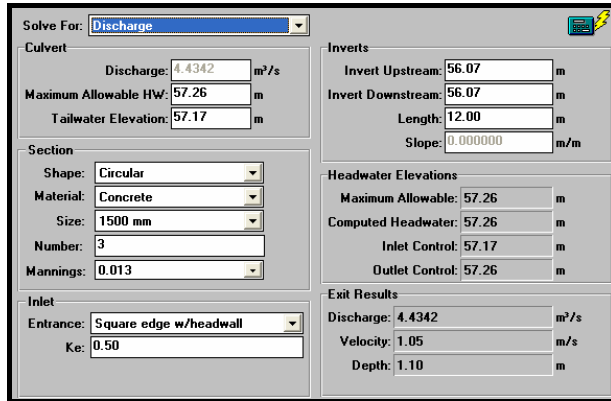 Solve For: Discharge
Culvert
Discharge: 4.4342 m³/s
Maximum Allowable HW: 57.26 m
Tailwater Elevation: 57.17 m
Section
Shape: Circular
Material: Concrete
Size: 1500 mm
Number: 3
Mannings: 0.013
Inlet
Entrance: Square edge w/headwall
Ke: 0.50
Inverts
Invert Upstream: 56.07 m
Invert Downstream: 56.07 m
Length: 12.00 m
Slope: 0.000000 m/m
Headwater Elevations
Maximum Allowable: 57.26 m
Computed Headwater: 57.26 m
Inlet Control: 57.17 m
Outlet Control: 57.26 m
Exit Results
Discharge: 4.4342 m³/s
Velocity: 1.05 m/s
Depth: 1.10 m